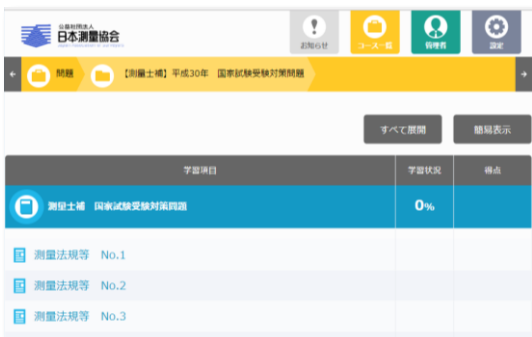 公益社団法人
日本測量協会
お知らせ
コース一覧
管理者
設定
問題
【測量士補】平成30年 国家試験受験対策問題
すべて展開
簡易表示
学習項目
学習状況
得点
測量士補 国家試験受験対策問題
0%
測量法規等 No.1
測量法規等 No.2
測量法規等 No.3